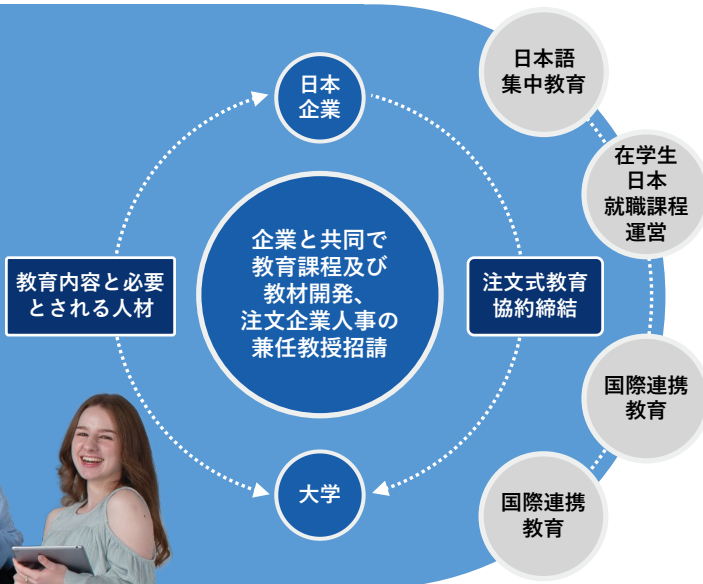 日本
企業
企業と共同で
教育課程及び
教材開発、
注文企業人事の
兼任教授招請
教育内容と必要
とされる人材
注文式教育
協約締結
大学
日本語
集中教育
在学生
日本
就職課程
運営
国際連携
教育
国際連携
教育